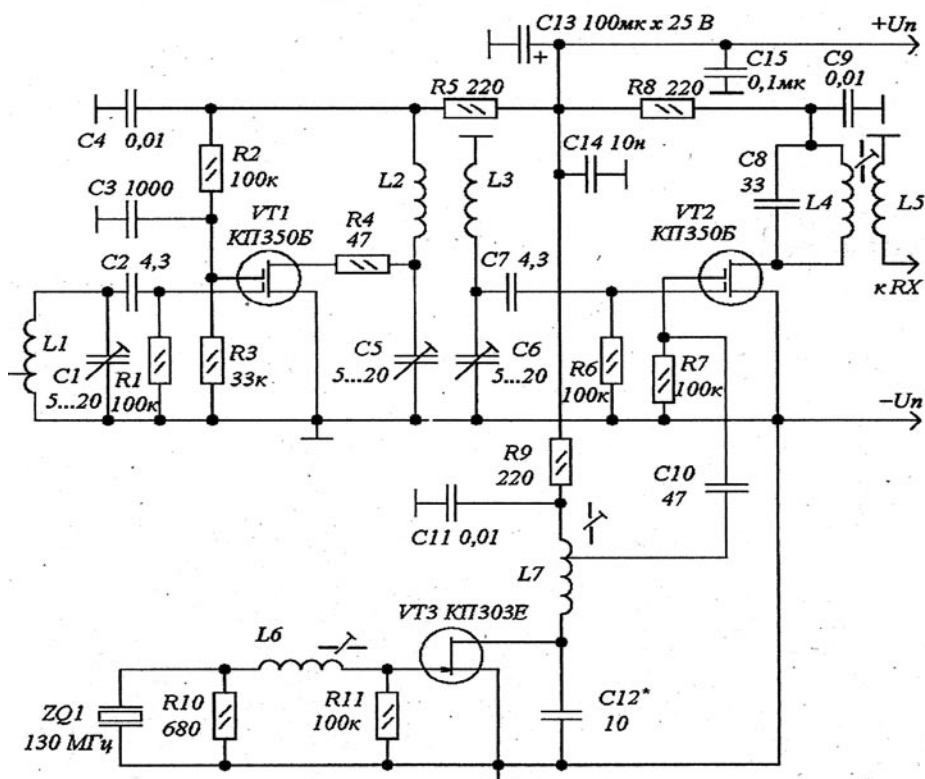 C13 100мк x 25 В
+Uп
C15
0,1мк
C9
0,01
R5 220
R8 220
C4
0,01
R2
100к
C14 10н
C8
33
C3 1000
L2
L3
L4
L5
VT1
КП350Б
R4
47
VT2
КП350Б
C2 4,3
C7 4,3
к RX
L1
C1
5...20
R1
100к
R3
33к
C5
5...20
C6
5...20
R6
100к
R7
100к
−Uп
R9
220
C10
47
C11 0,01
L7
VT3 КП303Е
L6
ZQ1
130 МГц
R10
680
R11
100к
C12*
10